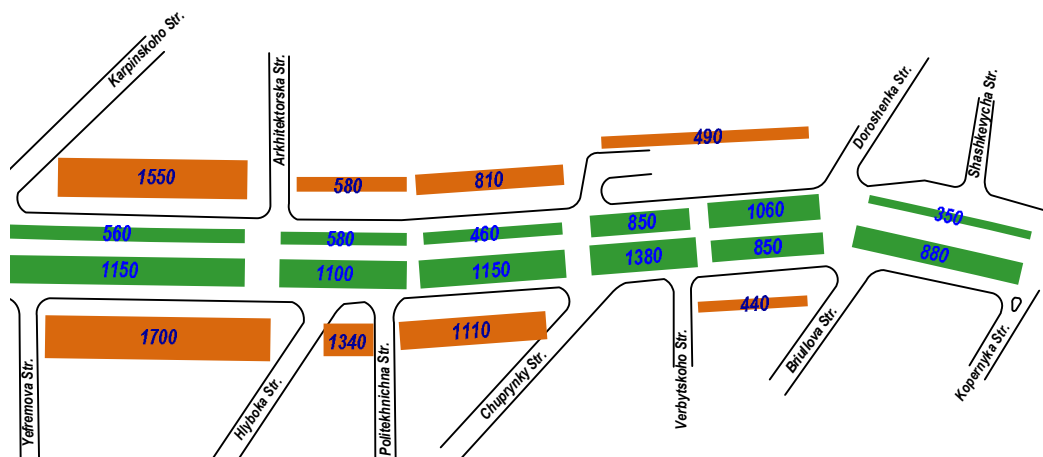 Karpinskoho Str.
Arkhitektorska Str.
Doroshenka Str.
Shashkevycha Str.
1550
580
810
490
560
580
460
850
1060
350
1150
1100
1150
1380
850
880
1700
1340
1110
440
Yefremova Str.
Hlyboka Str.
Politekhnichna Str.
Chuprynky Str.
Verbytskoho Str.
Briullova Str.
Kopernyka Str.